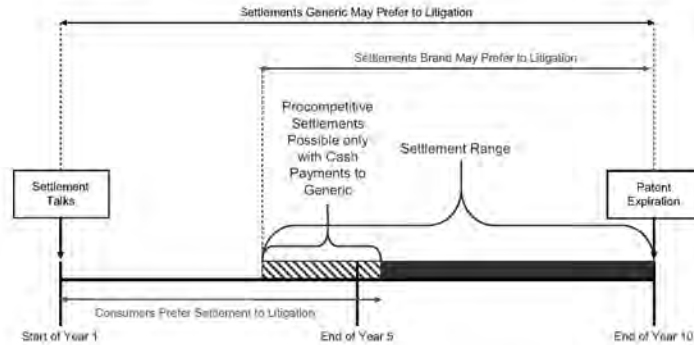 Settlements Generic May Prefer to Litigation
Settlements Brand May Prefer to Litigation
Procompetitive
Settlements
Possible only
with Cash
Payments to
Generic
Settlement Range
Settlement
Talks
Patent
Expiration
Consumers Prefer Settlement to Litigation
Start of Year 1
End of Year 5
End of Year 10